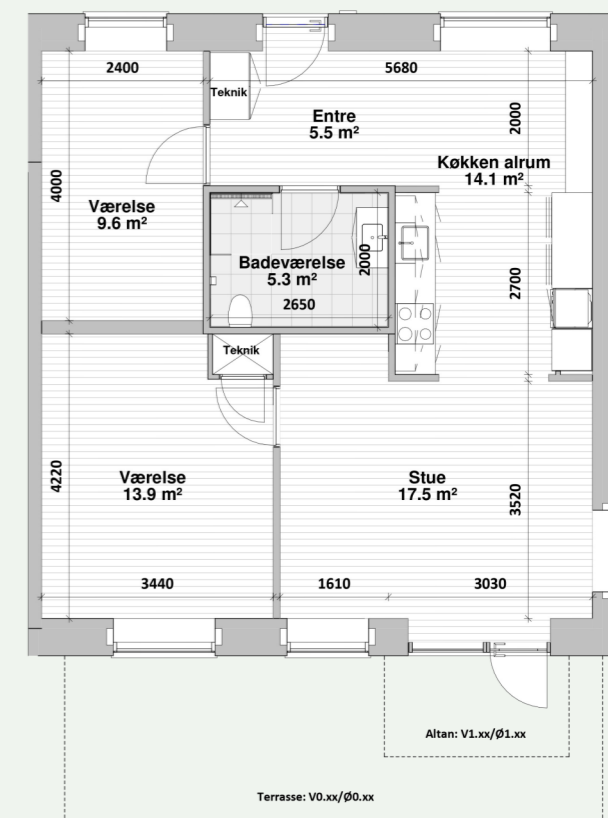 2400
5680
Teknik
Entre
5.5 m²
2000
Køkken alrum
14.1 m²
4000
Værelse
9.6 m²
Badeværelse
5.3 m²
2000
2650
2700
Teknik
Værelse
13.9 m²
4220
Stue
17.5 m²
3520
3440
1610
3030
Altan: V1.xx/Ø1.xx
Terrasse: V0.xx/Ø0.xx